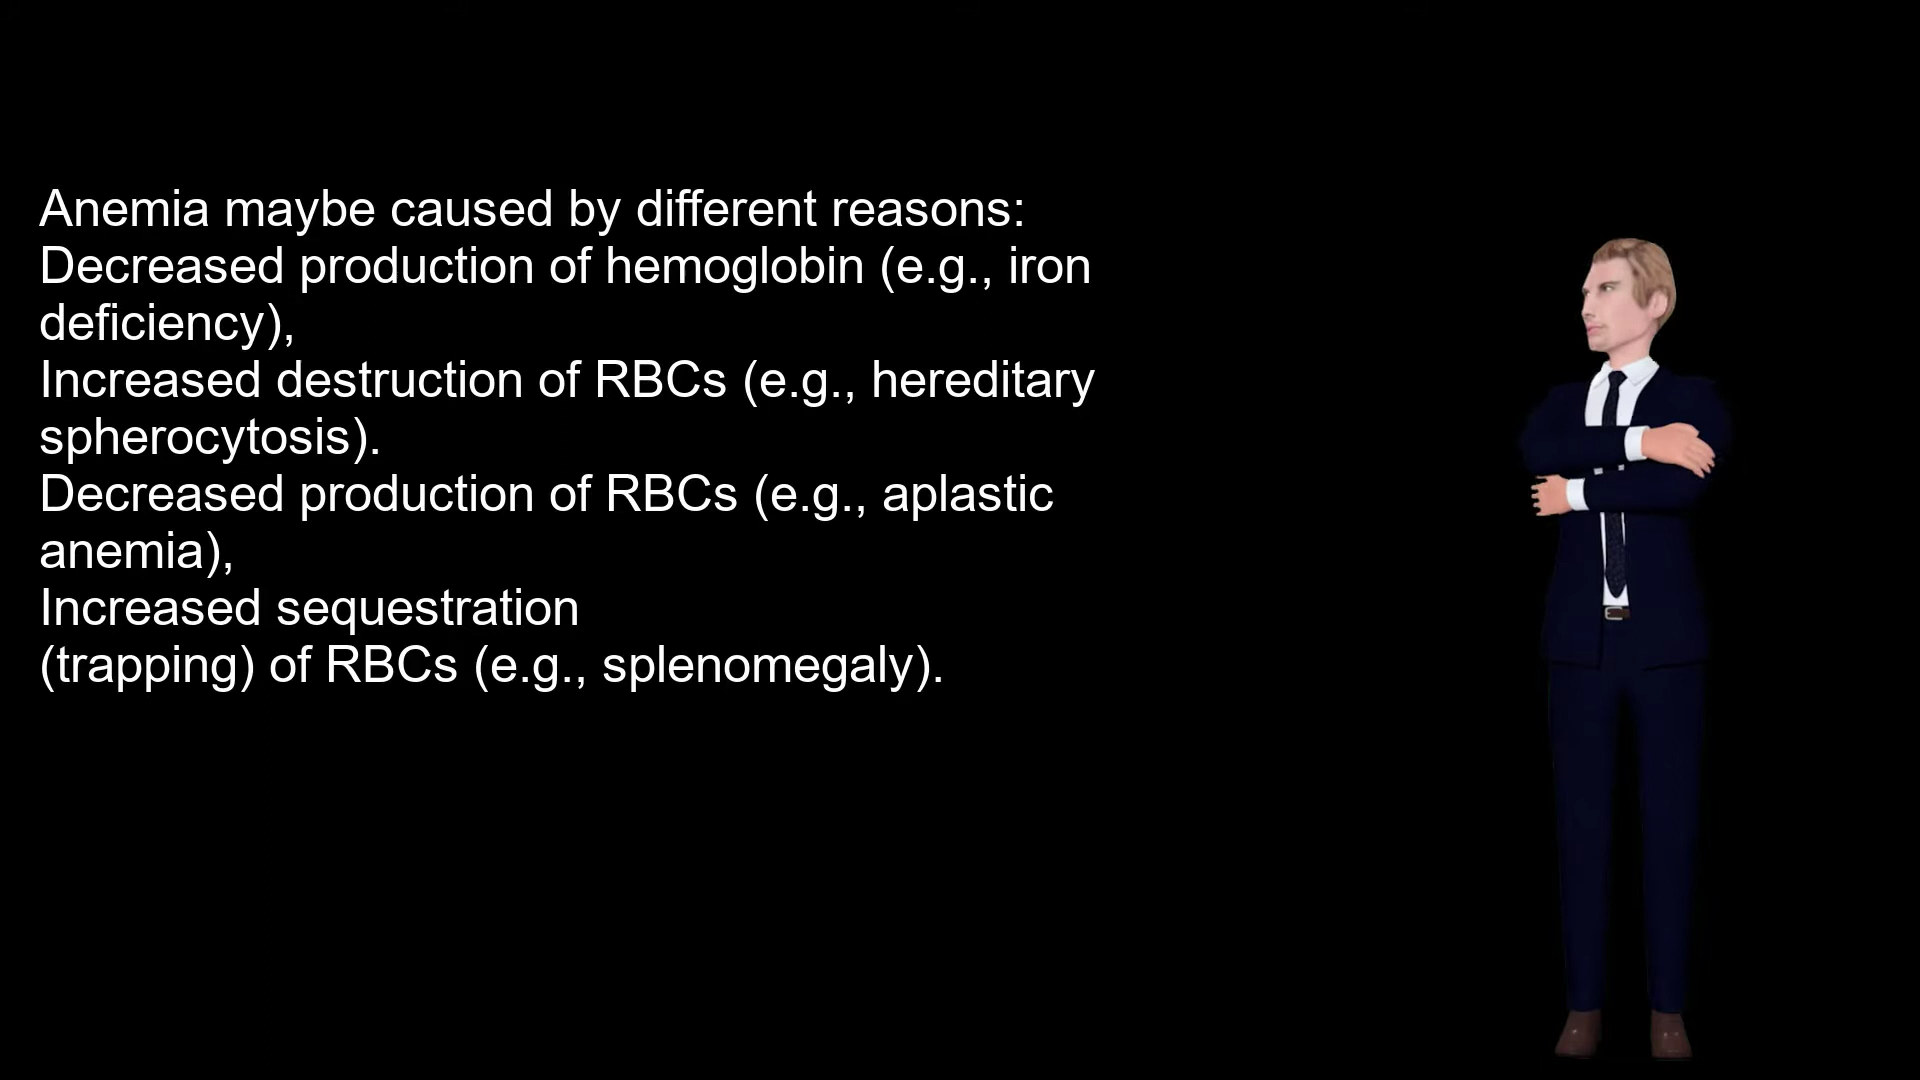 Anemia maybe caused by different reasons:
Decreased production of hemoglobin (e.g., iron
deficiency),
Increased destruction of RBCs (e.g., hereditary
spherocytosis).
Decreased production of RBCs (e.g., aplastic
anemia),
Increased sequestration
(trapping) of RBCs (e.g., splenomegaly).